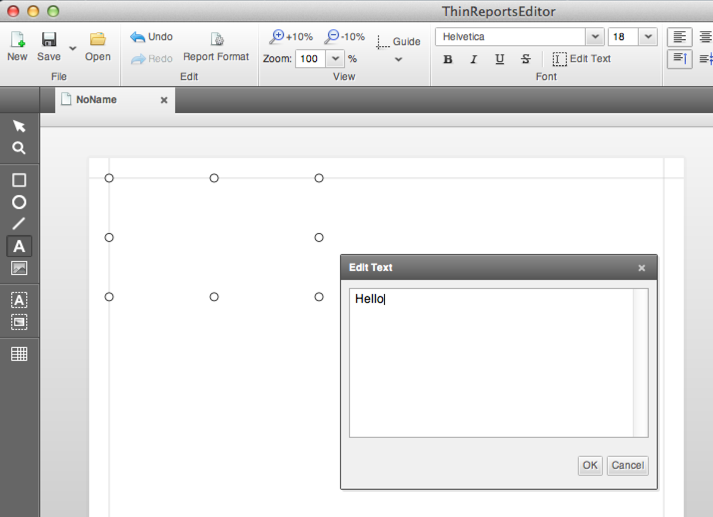 ThinReportsEditor
Undo +10% -10% Guide Helvetica 18
New Save Open Redo Report Format Zoom: 100 % B I U S Edit Text
File Edit View Font
NoName
A
A
Edit Text
Hello
OK Cancel